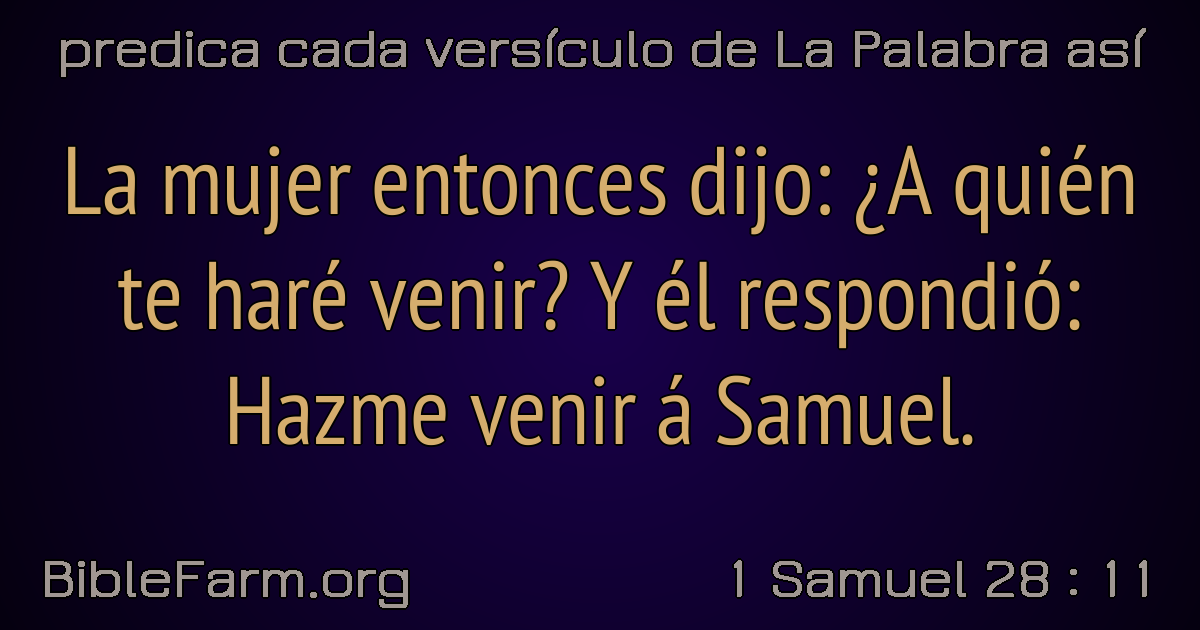 predica cada versículo de La Palabra así
La mujer entonces dijo: ¿A quién
te haré venir? Y él respondió:
Hazme venir á Samuel.
BibleFarm.org
1 Samuel 28 : 11